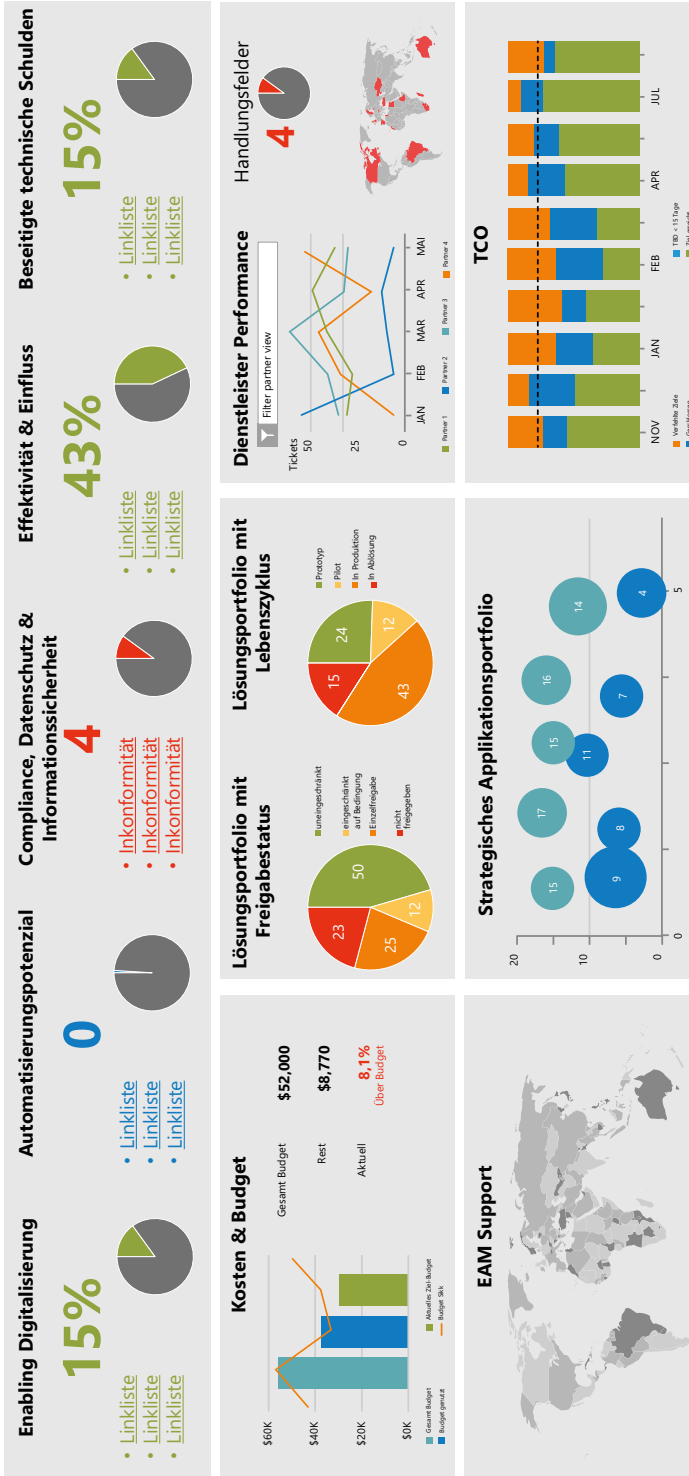 Enabling Digitalisierung
15%
• Linkliste
• Linkliste
• Linkliste
Automatisierungspotenzial
0
• Linkliste
• Linkliste
• Linkliste
Compliance, Datenschutz &
Informationssicherheit
4
• Inkonformität
• Inkonformität
• Inkonformität
Effektivität & Einfluss
43%
• Linkliste
• Linkliste
• Linkliste
Beseitigte technische Schulden
15%
• Linkliste
• Linkliste
• Linkliste
Kosten & Budget
$60K
$40K
$20K
$0K
Gesamt Budget
Aktuelles Ziel-Budget
Budget genutzt
Budget Sick
Gesamt Budget
$52,000
Rest
$8,770
Aktuell
8,1%
Über Budget
Lösungsportfolio mit
Freigabestatus
50
12
25
23
uneingeschränkt
eingeschränkt
auf Bedingung
Einzelfreigabe
nicht
freigegeben
Lösungsportfolio mit
Lebenszyklus
24
12
43
15
Prototyp
Pilot
In Produktion
In Ablösung
Dienstleister Performance
Filter partner view
Tickets
50
25
0
JAN
FEB
MAR
APR
MAI
Partner 1
Partner 2
Partner 3
Partner 4
Handlungsfelder
4
EAM Support
Strategisches Applikationsportfolio
20
10
0
0
5
15
9
8
17
11
15
7
16
14
4
TCO
NOV
JAN
FEB
APR
JUL
Verfehlte Ziele
TBD < 15 Tage